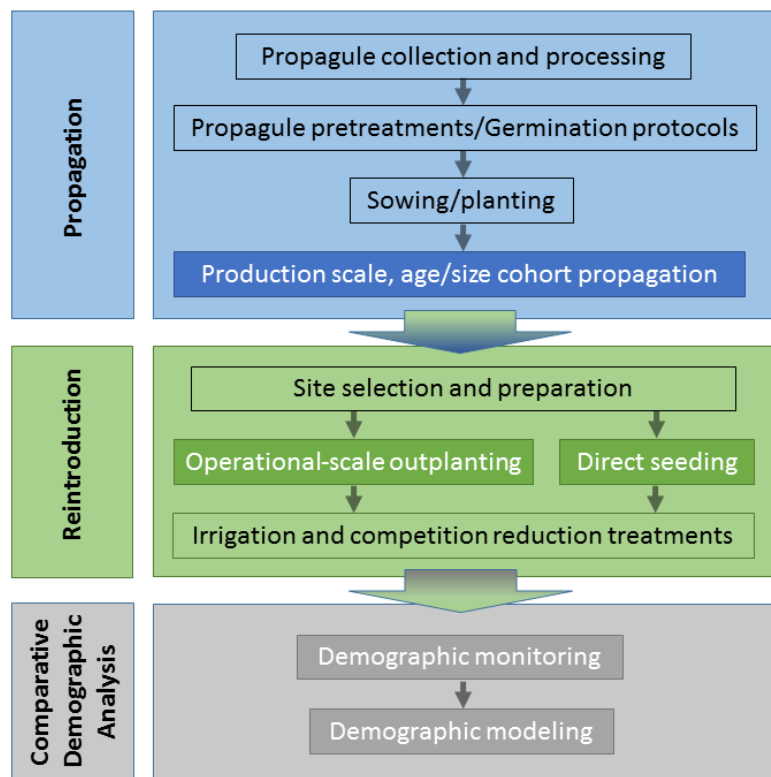 Propagation
Propagule collection and processing
Propagule pretreatments/Germination protocols
Sowing/planting
Production scale, age/size cohort propagation
Reintroduction
Site selection and preparation
Operational-scale outplanting
Direct seeding
Irrigation and competition reduction treatments
Comparative
Demographic
Analysis
Demographic monitoring
Demographic modeling